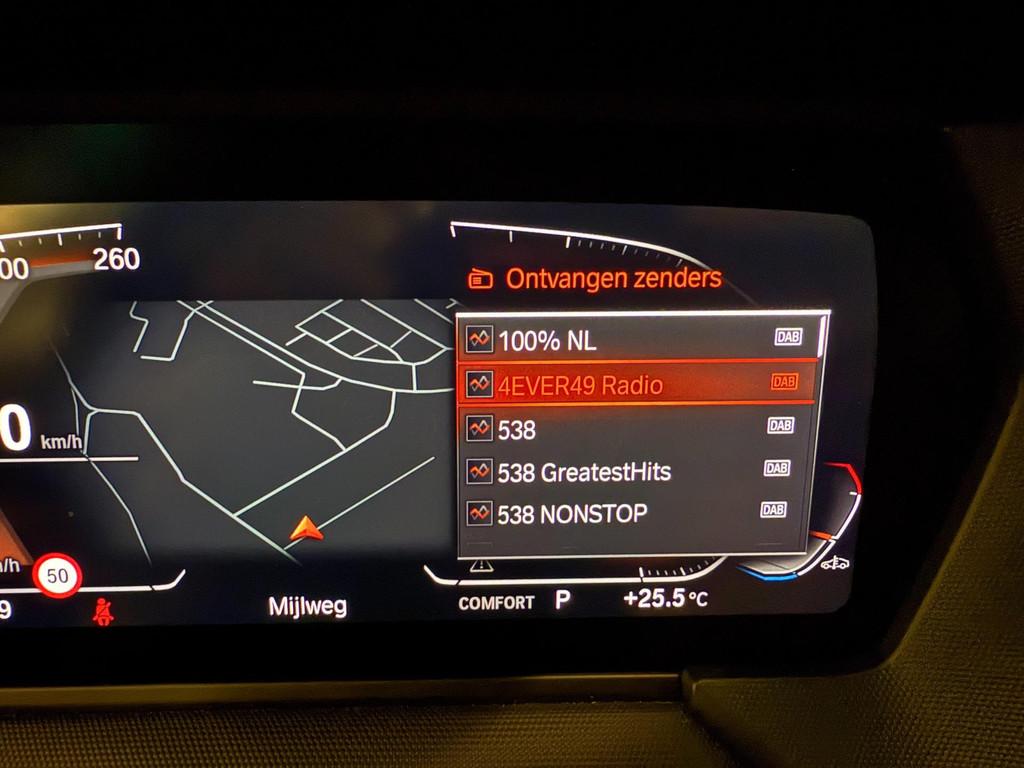 260
Ontvangen zenders
100% NL DAB
4EVER49 Radio DAB
538 DAB
0 km/h
538 GreatestHits DAB
538 NONSTOP DAB
50
Mijlweg
COMFORT P +25.5 °C